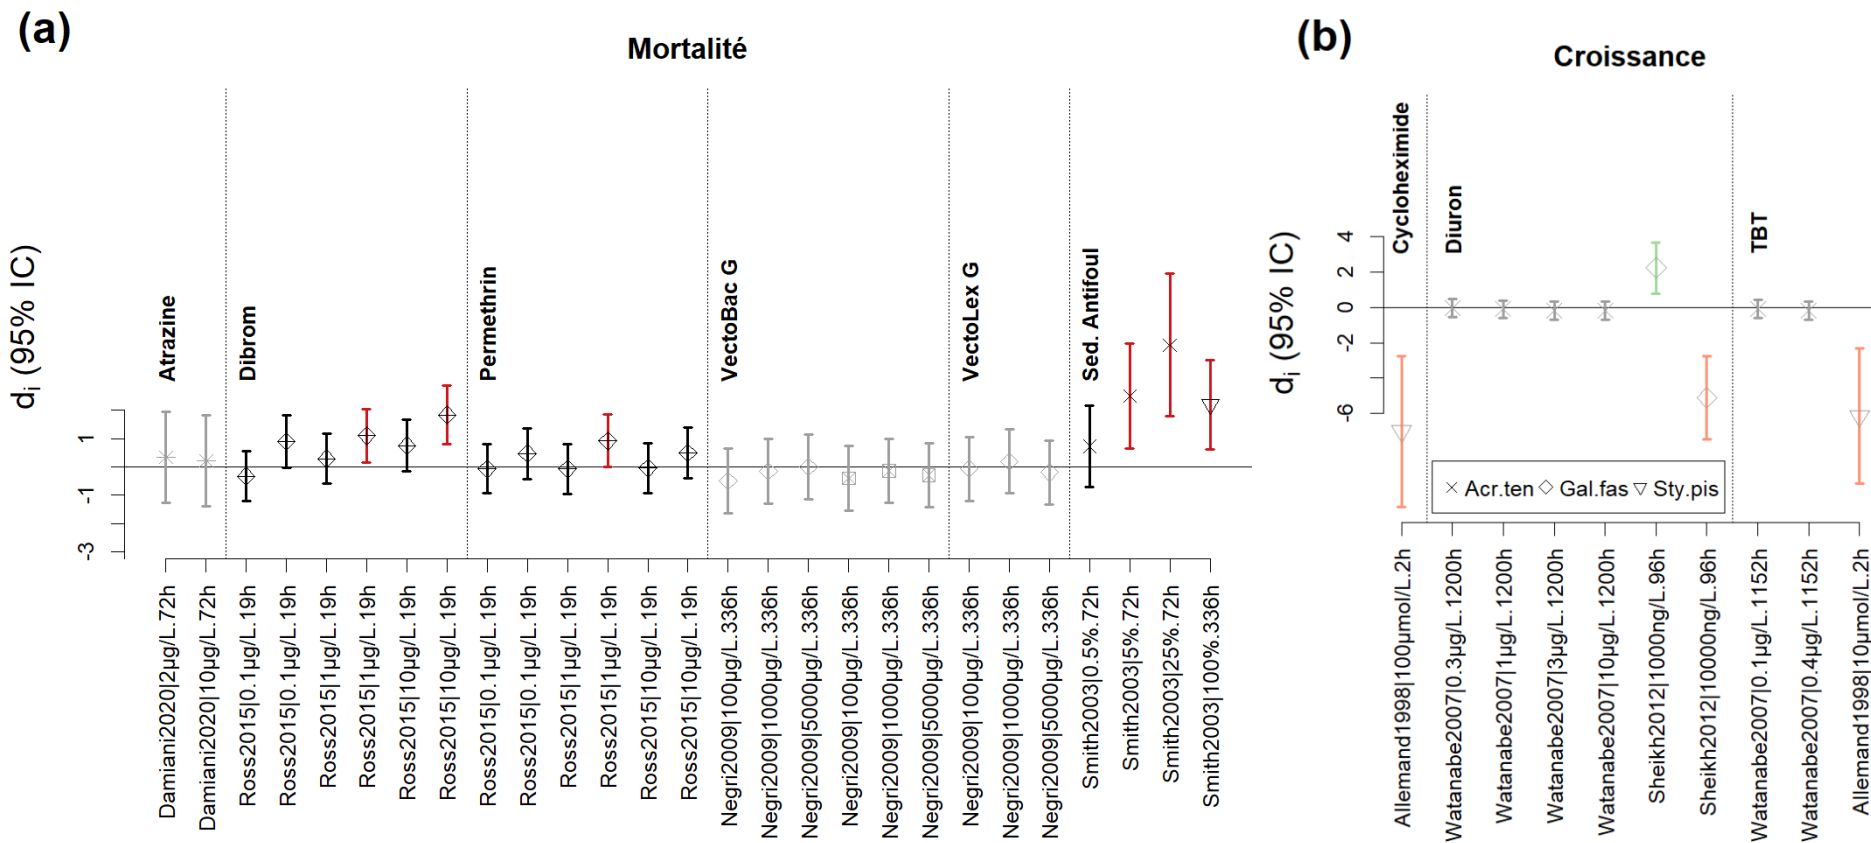 (a)
Mortalité
di (95% IC)
1
-1
-3
Atrazine
Dibrom
Permethrin
VectoBac G
VectoLex G
Sed. Antifoul
Damiani2020|2µg/L.72h
Damiani2020|10µg/L.72h
Ross2015|0.1µg/L.19h
Ross2015|0.1µg/L.19h
Ross2015|1µg/L.19h
Ross2015|1µg/L.19h
Ross2015|10µg/L.19h
Ross2015|10µg/L.19h
Ross2015|0.1µg/L.19h
Ross2015|0.1µg/L.19h
Ross2015|1µg/L.19h
Ross2015|1µg/L.19h
Ross2015|10µg/L.19h
Ross2015|10µg/L.19h
Negri2009|100µg/L.336h
Negri2009|1000µg/L.336h
Negri2009|5000µg/L.336h
Negri2009|100µg/L.336h
Negri2009|1000µg/L.336h
Negri2009|5000µg/L.336h
Negri2009|100µg/L.336h
Negri2009|1000µg/L.336h
Negri2009|5000µg/L.336h
Smith2003|0.5%.72h
Smith2003|5%.72h
Smith2003|25%.72h
Smith2003|100%.336h
(b)
Croissance
di (95% IC)
4
2
0
-2
-6
Cycloheximide
Diuron
TBT
Acr.ten Gal.fas Sty.pis
Allemand1998|100µmol/L.2h
Watanabe2007|0.3µg/L.1200h
Watanabe2007|1µg/L.1200h
Watanabe2007|3µg/L.1200h
Watanabe2007|10µg/L.1200h
Sheikh2012|1000ng/L.96h
Sheikh2012|10000ng/L.96h
Watanabe2007|0.1µg/L.1152h
Watanabe2007|0.4µg/L.1152h
Allemand1998|10µmol/L.2h